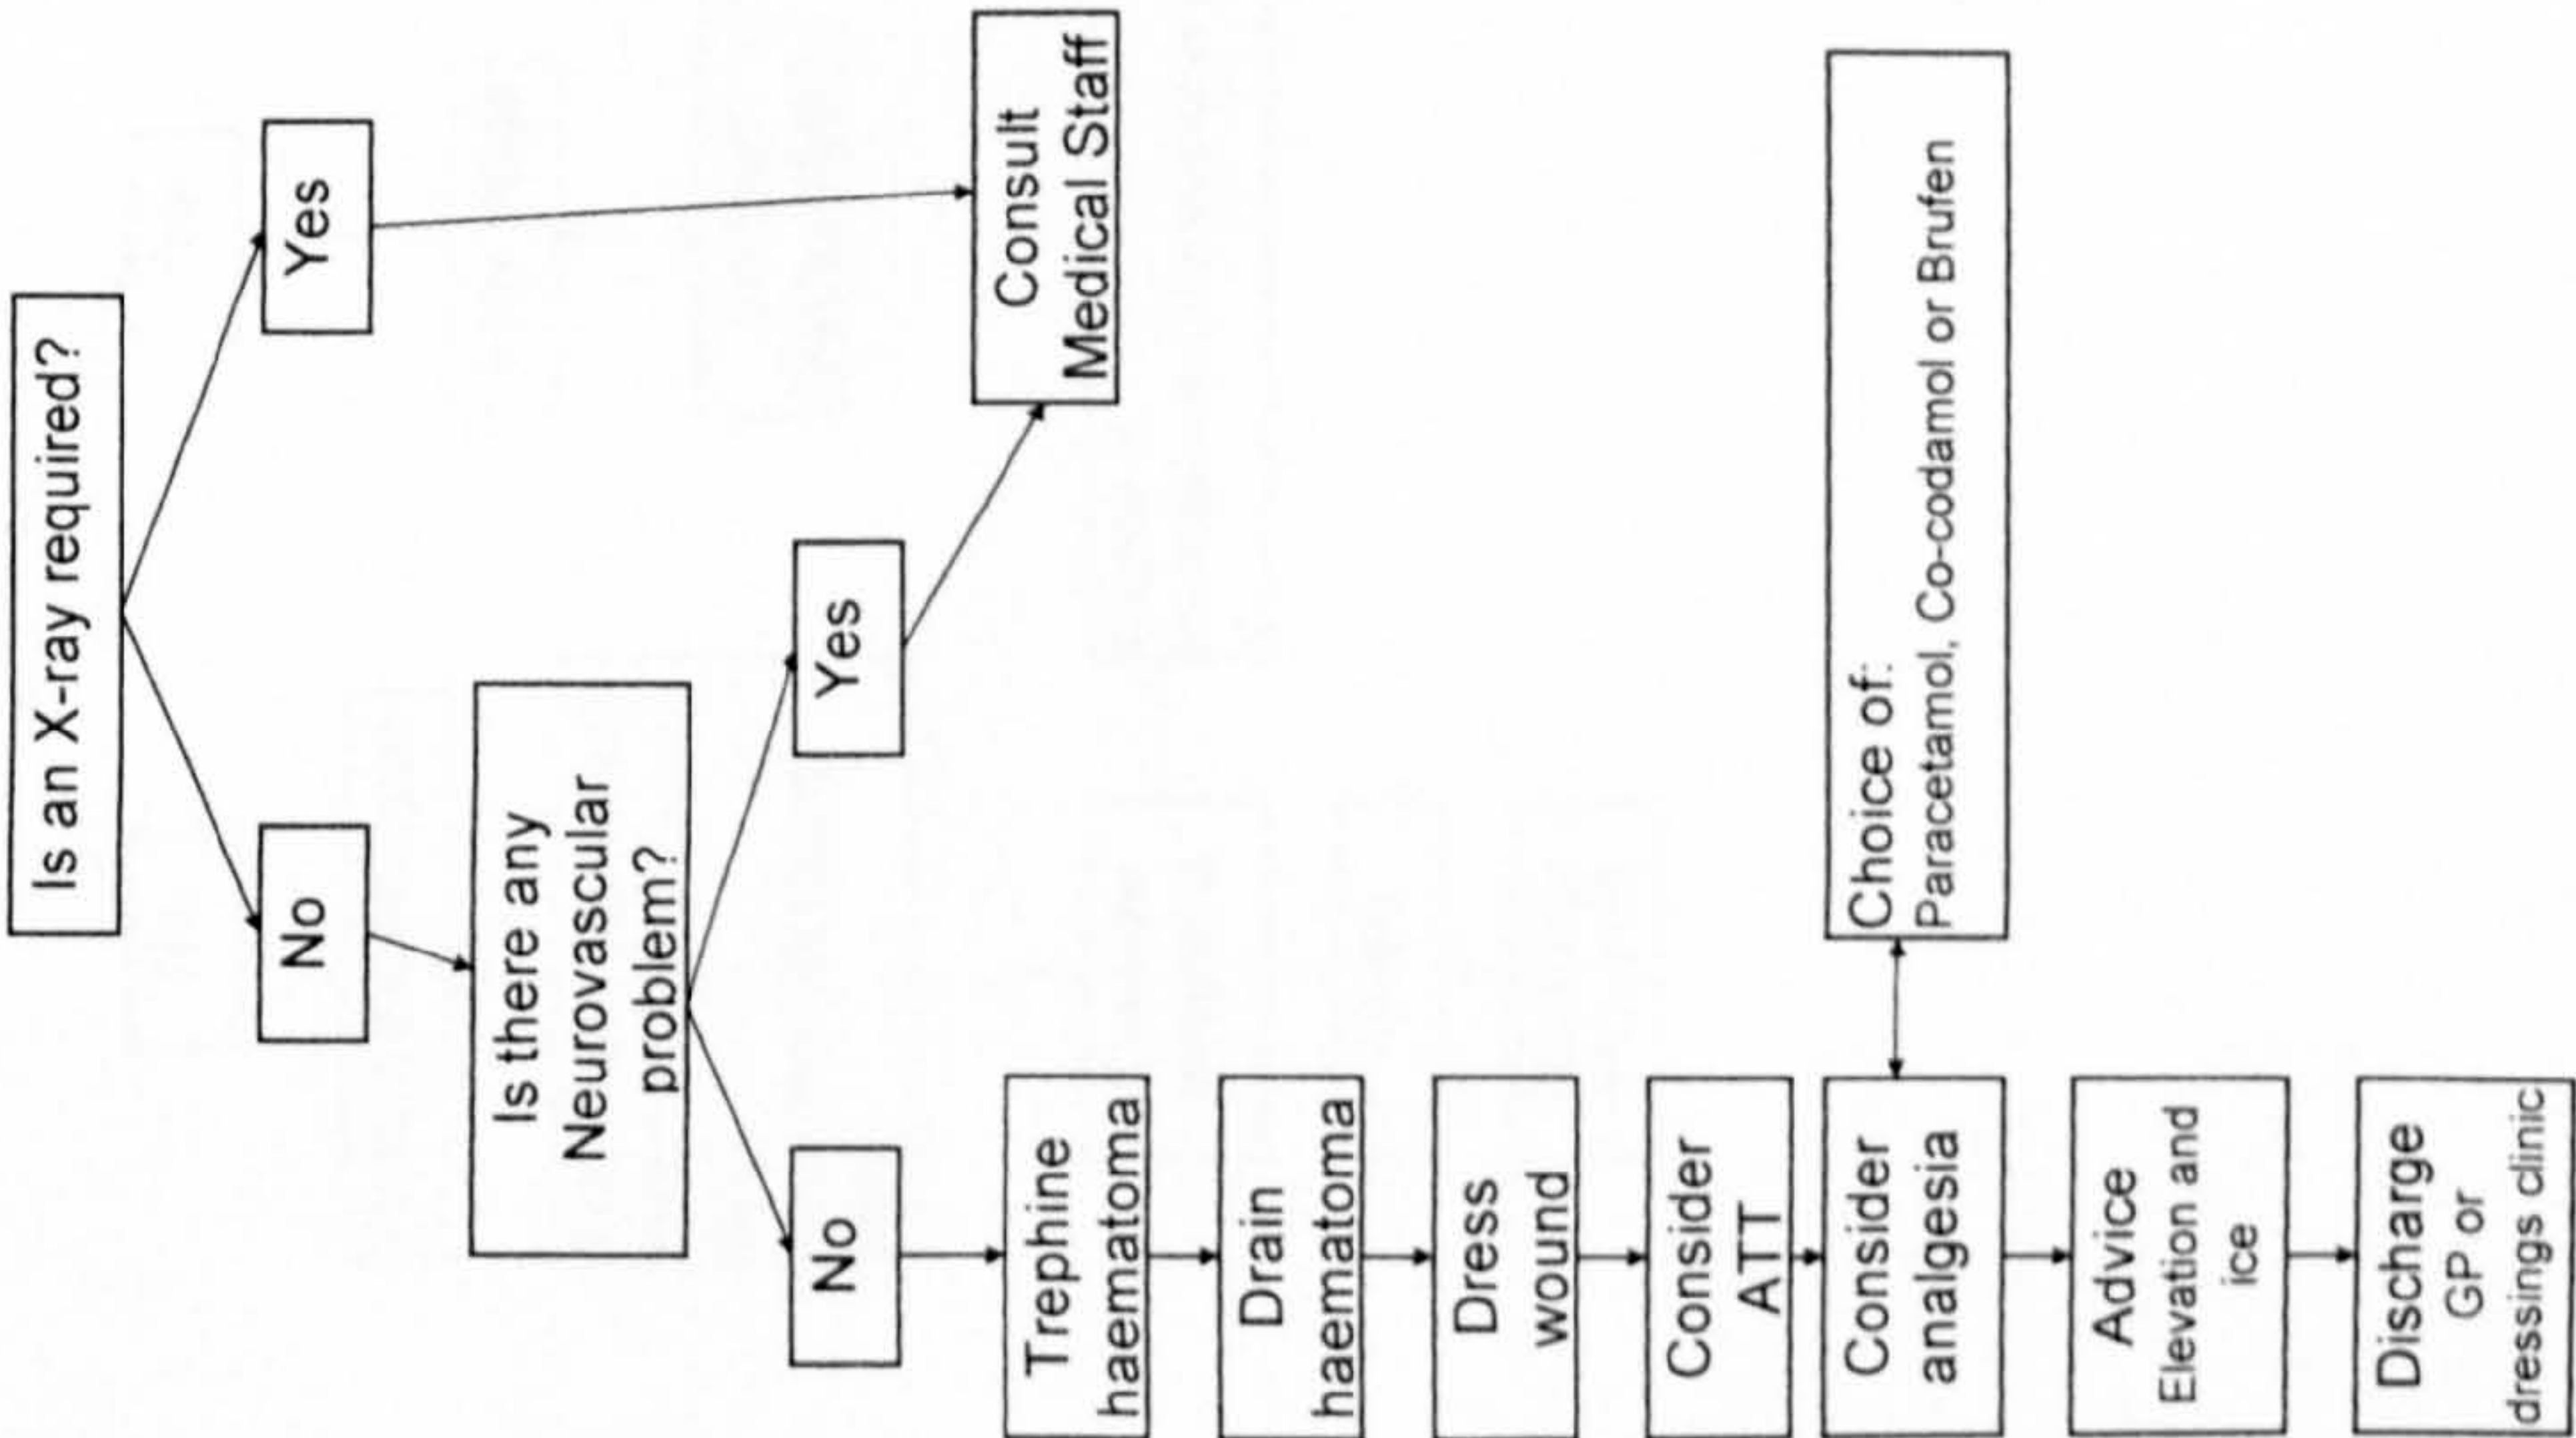 Is an X-ray required?
No
Yes
Is there any
Neurovascular
problem?
No
Yes
Consult
Medical Staff
Trephine
haematoma
Drain
haematoma
Dress
wound
Consider
ATT
Consider
analgesia
Choice of:
Paracetamol, Co-codamol or Brufen
Advice
Elevation and
ice
Discharge
GP or
dressings clinic